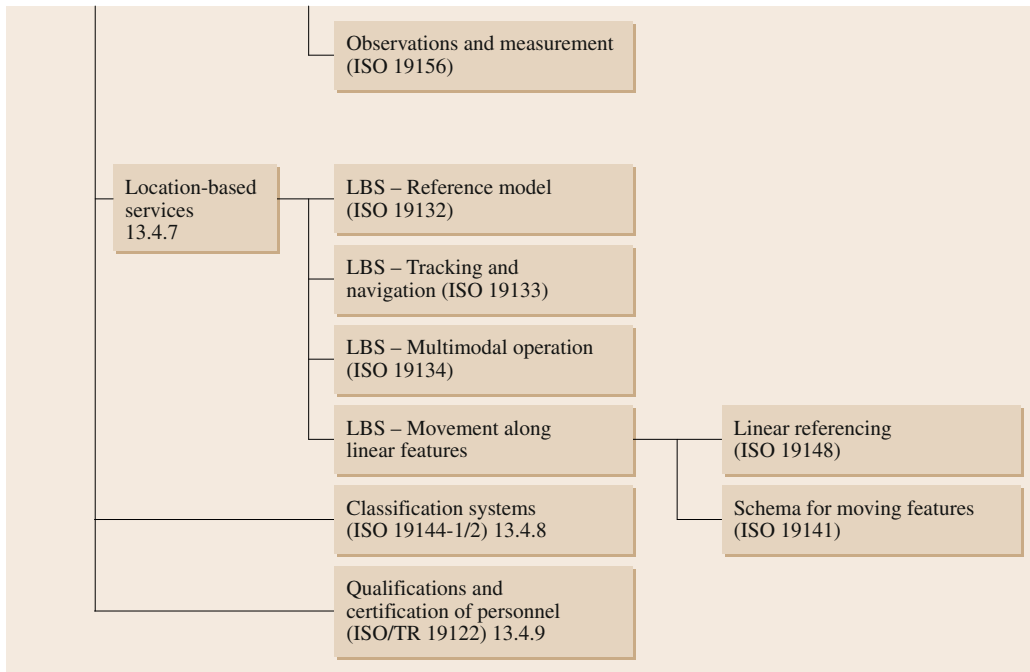 Observations and measurement
(ISO 19156)
Location-based
services
13.4.7
LBS – Reference model
(ISO 19132)
LBS – Tracking and
navigation (ISO 19133)
LBS – Multimodal operation
(ISO 19134)
LBS – Movement along
linear features
Linear referencing
(ISO 19148)
Schema for moving features
(ISO 19141)
Classification systems
(ISO 19144-1/2) 13.4.8
Qualifications and
certification of personnel
(ISO/TR 19122) 13.4.9